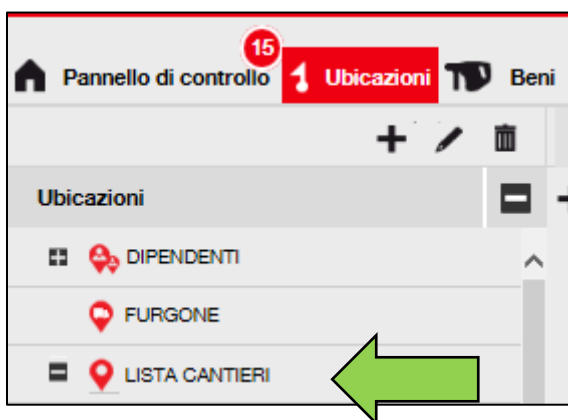 15
Pannello di controllo Ubicazioni Beni
Ubicazioni
DIPENDENTI
FURGONE
LISTA CANTIERI